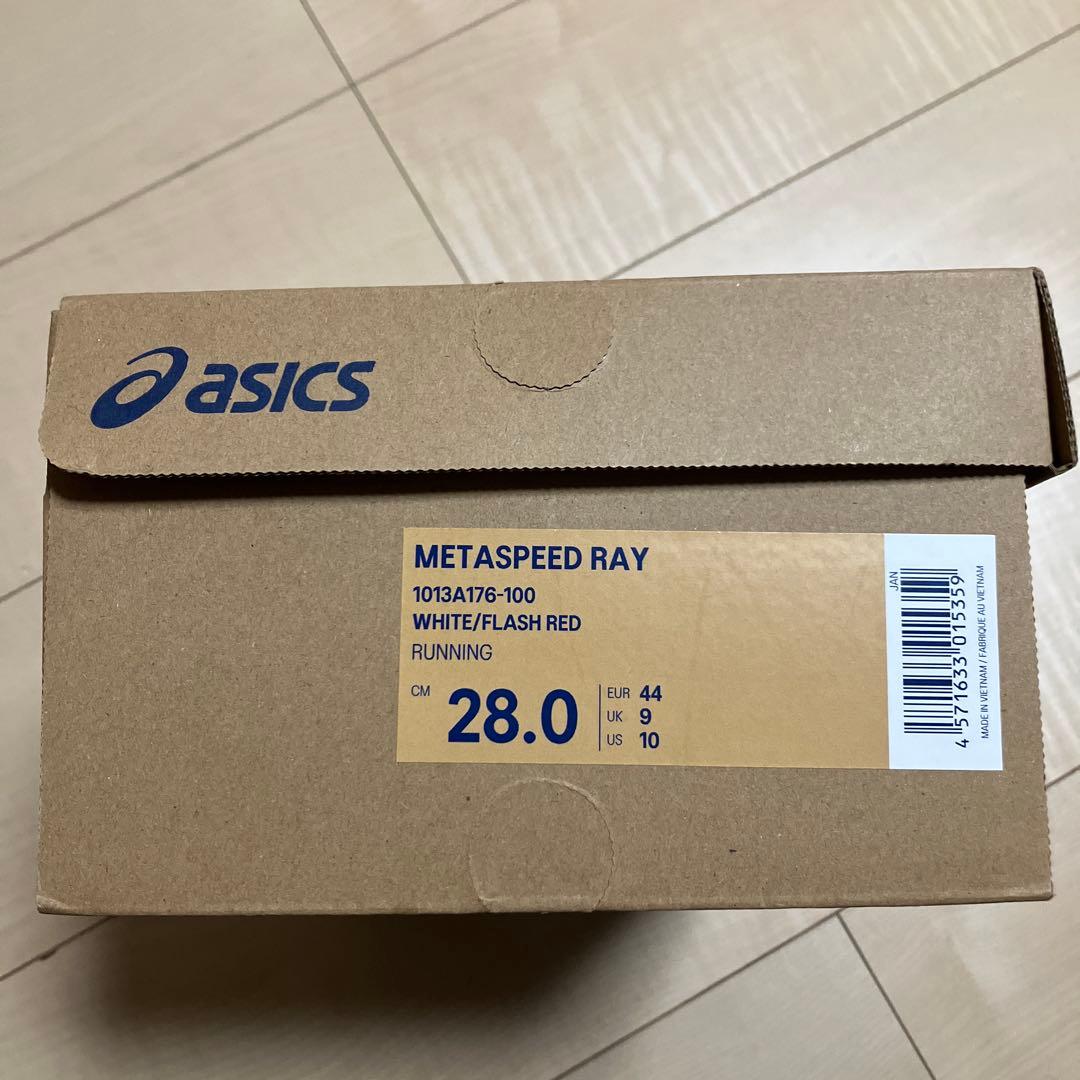 asics
METASPEED RAY
1013A176-100
WHITE/FLASH RED
RUNNING
CM 28.0
EUR 44
UK 9
US 10
JAN
4 571633 015359
MADE IN VIETNAM / FABRIQUE AU VIETNAM